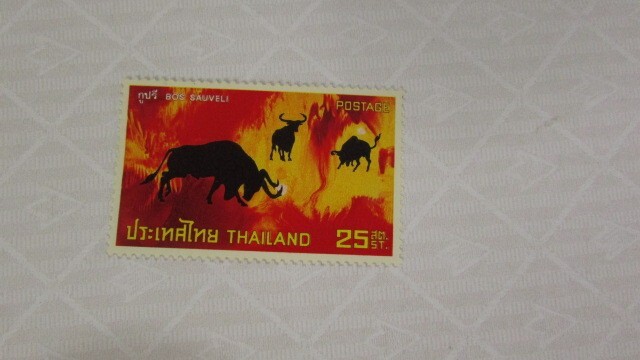 กูปรี BOS SAUVELI
POSTAGE
ประเทศไทย THAILAND
25 สต.
ST.